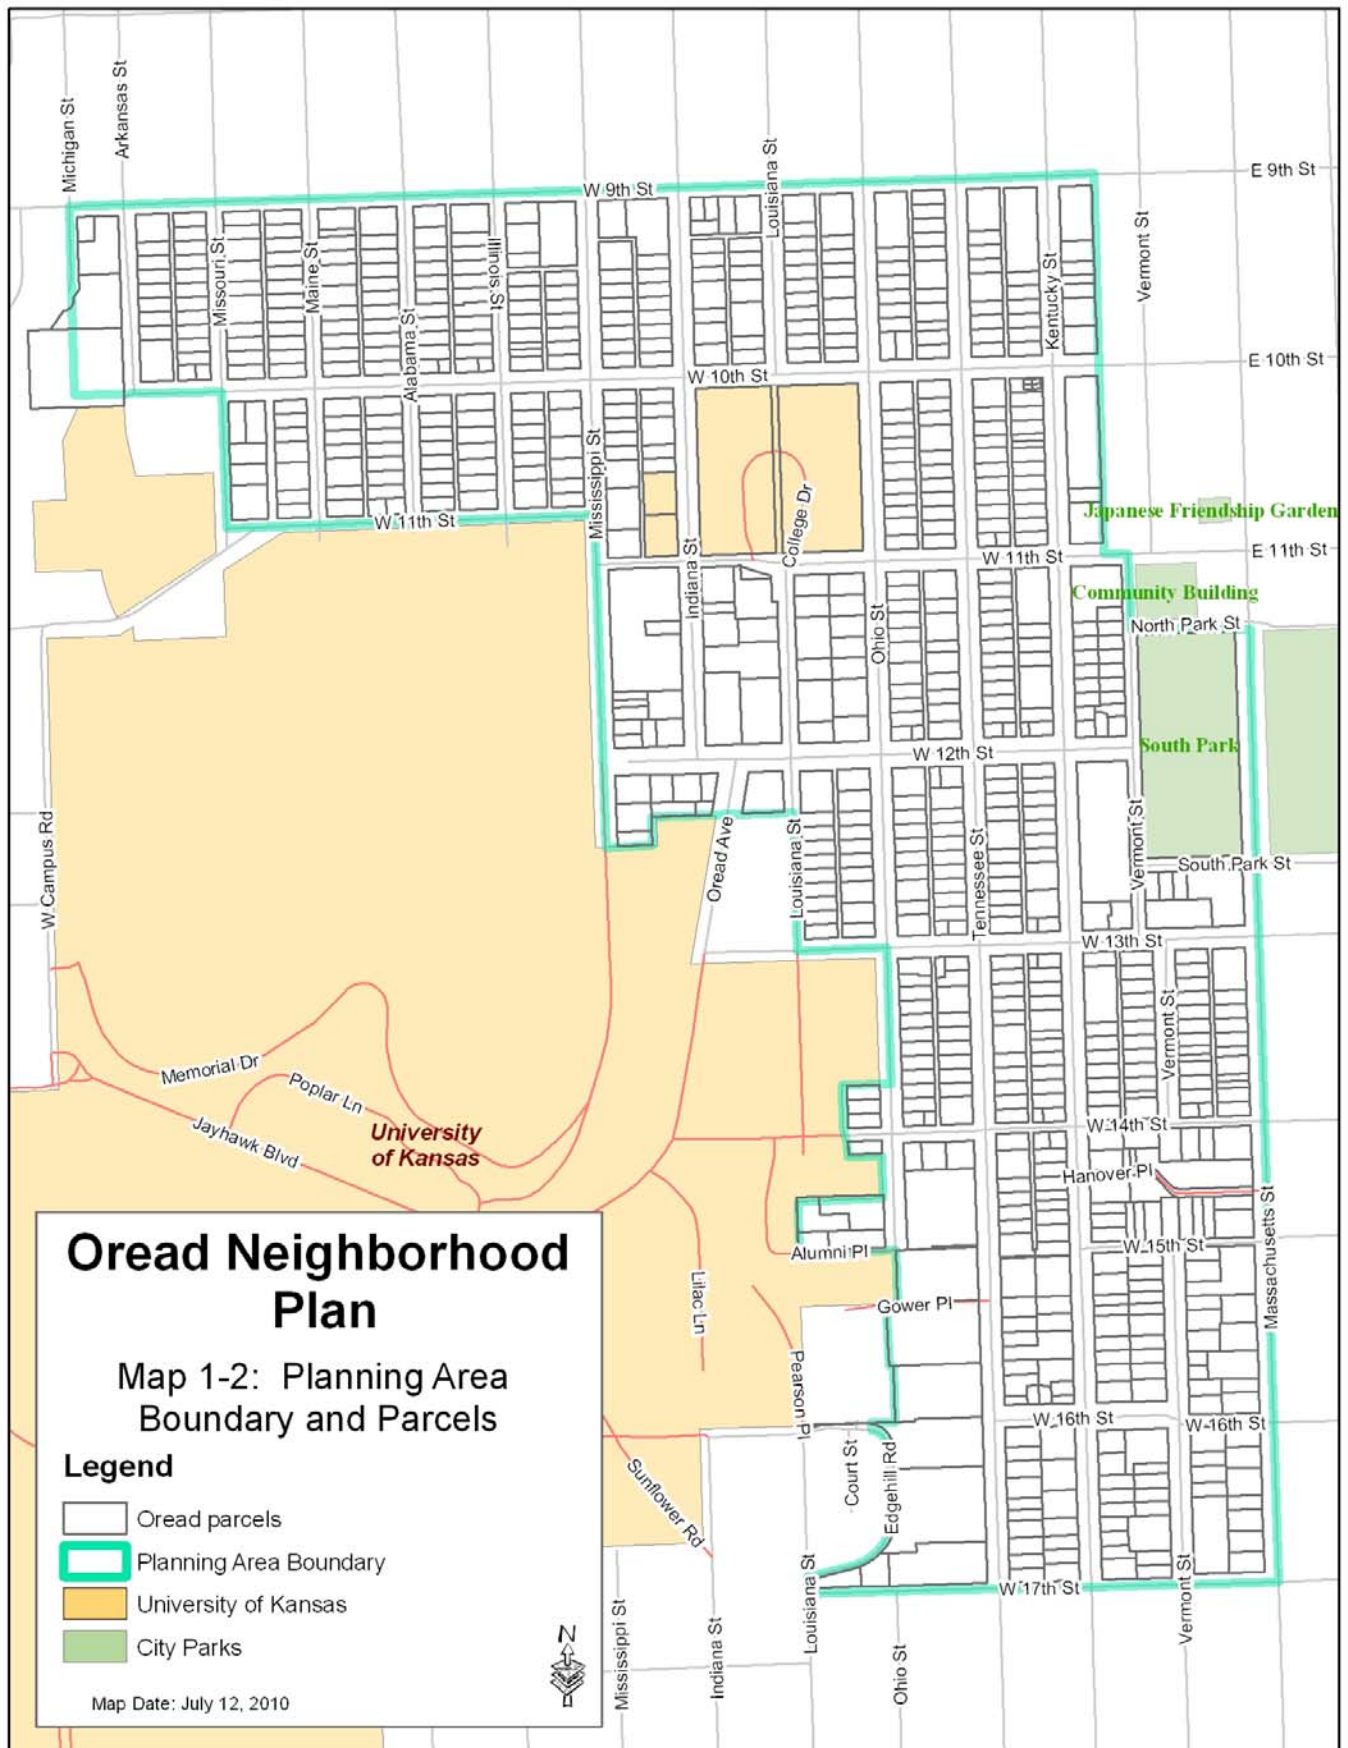 Michigan St
Arkansas St
Louisiana St
E 9th St
W 9th St
Vermont St
Missouri St
Maine St
Illinois St
Kentucky St
Alabama St
E 10th St
W 10th St
Mississippi St
College Dr
Japanese Friendship Garden
W 11th St
E 11th St
W 11th St
Indiana St
Community Building
Ohio St
North Park St
South Park
W 12th St
W Campus Rd
Oread Ave
Louisiana St
Tennessee St
Vermont St
South Park St
W 13th St
Vermont St
Memorial Dr
Poplar Ln
Jayhawk Blvd
University
of Kansas
W 14th St
Hanover Pl
Massachusetts St
Alumni Pl
W 15th St
Lilac Ln
Gower Pl
Pearson Pl
W 16th St
W 16th St
Court St
Edgehill Rd
Sunflower Rd
Louisiana St
W 17th St
Vermont St
Mississippi St
Indiana St
Ohio St
Oread Neighborhood
Plan
Map 1-2: Planning Area
Boundary and Parcels
Legend
Oread parcels
Planning Area Boundary
University of Kansas
City Parks
N
Map Date: July 12, 2010